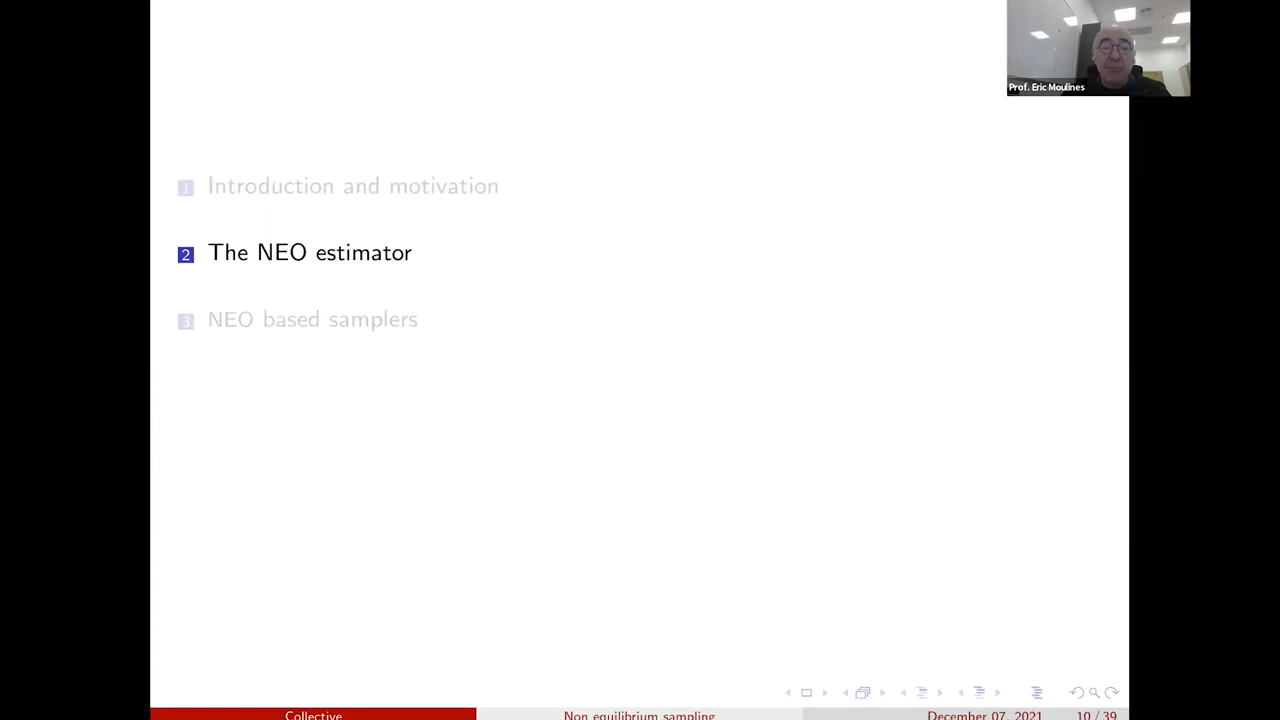 Prof. Eric Moulines
1 Introduction and motivation
2 The NEO estimator
3 NEO based samplers
Collective Non equilibrium sampling December 07, 2021 10 / 39